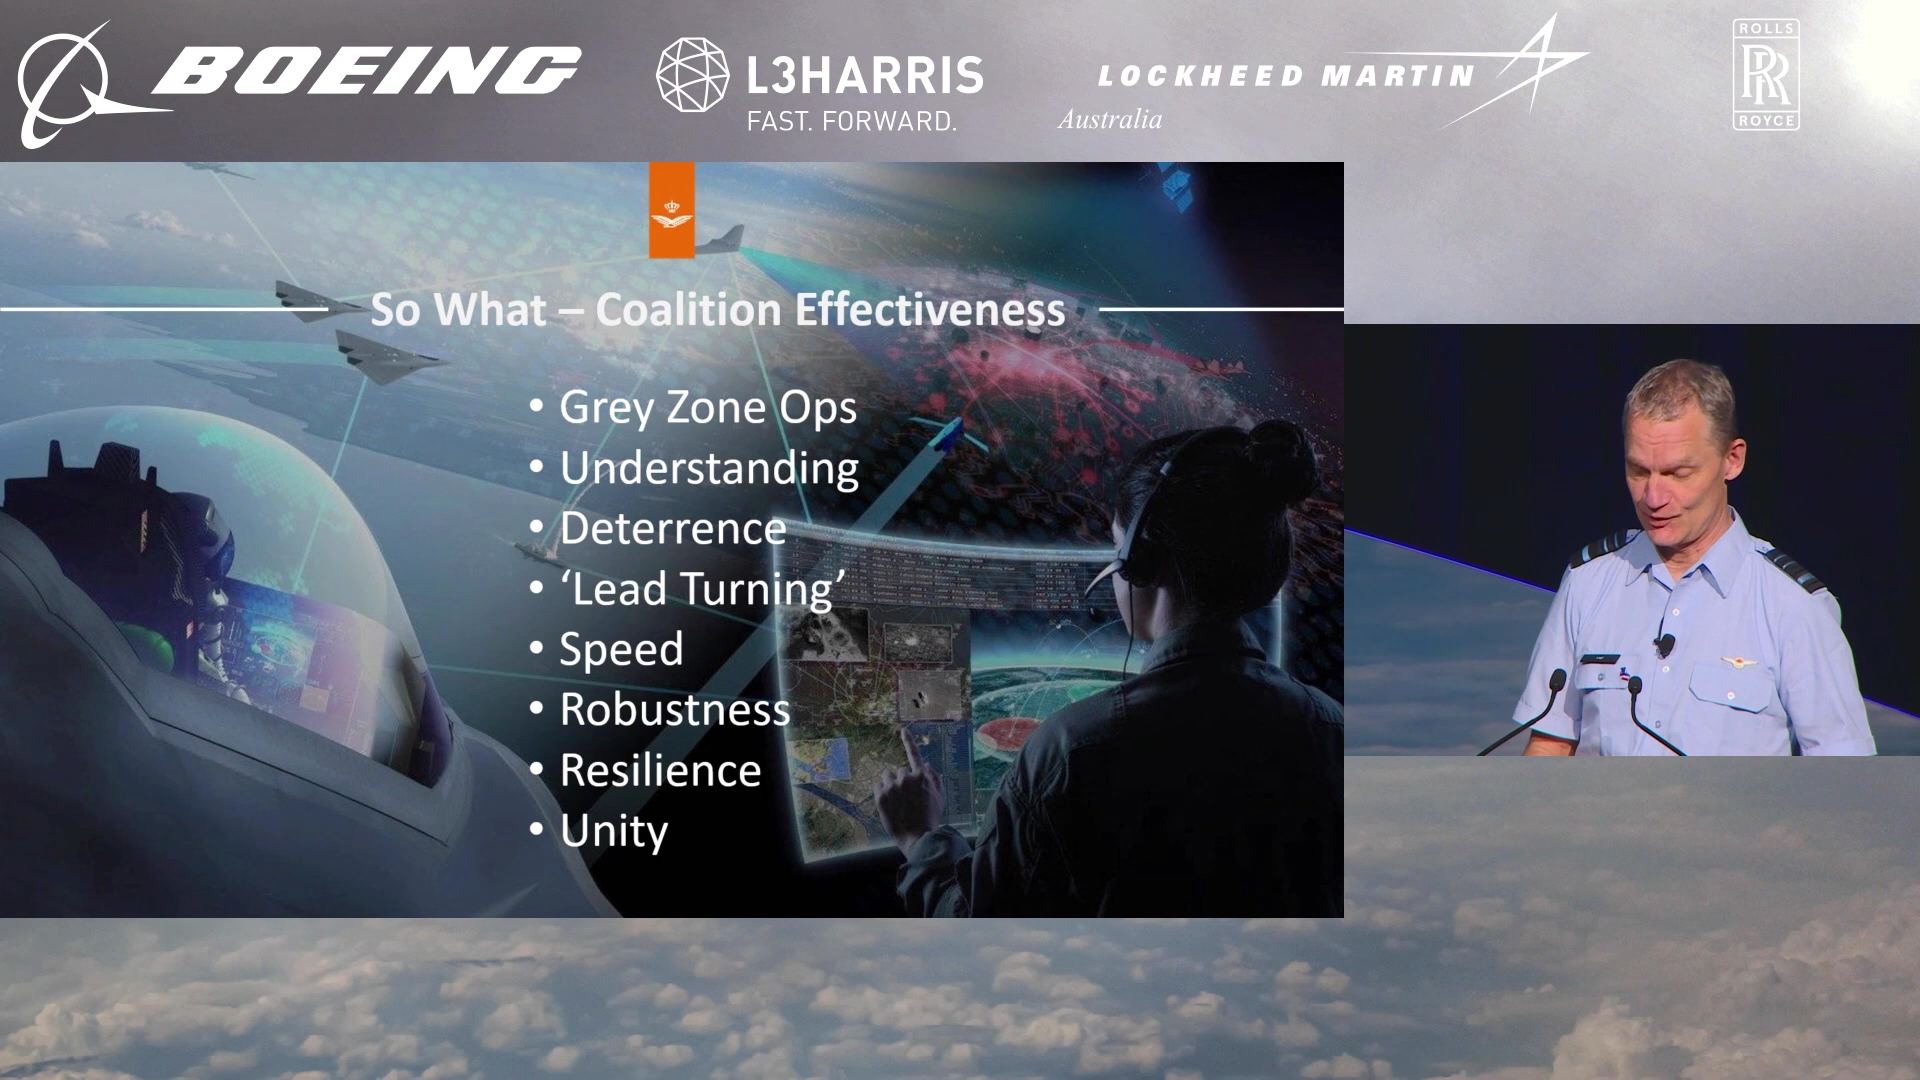 BOEING
L3HARRIS
FAST. FORWARD.
LOCKHEED MARTIN
Australia
ROLLS
RR
ROYCE
So What – Coalition Effectiveness
• Grey Zone Ops
• Understanding
• Deterrence
• ‘Lead Turning’
• Speed
• Robustness
• Resilience
• Unity